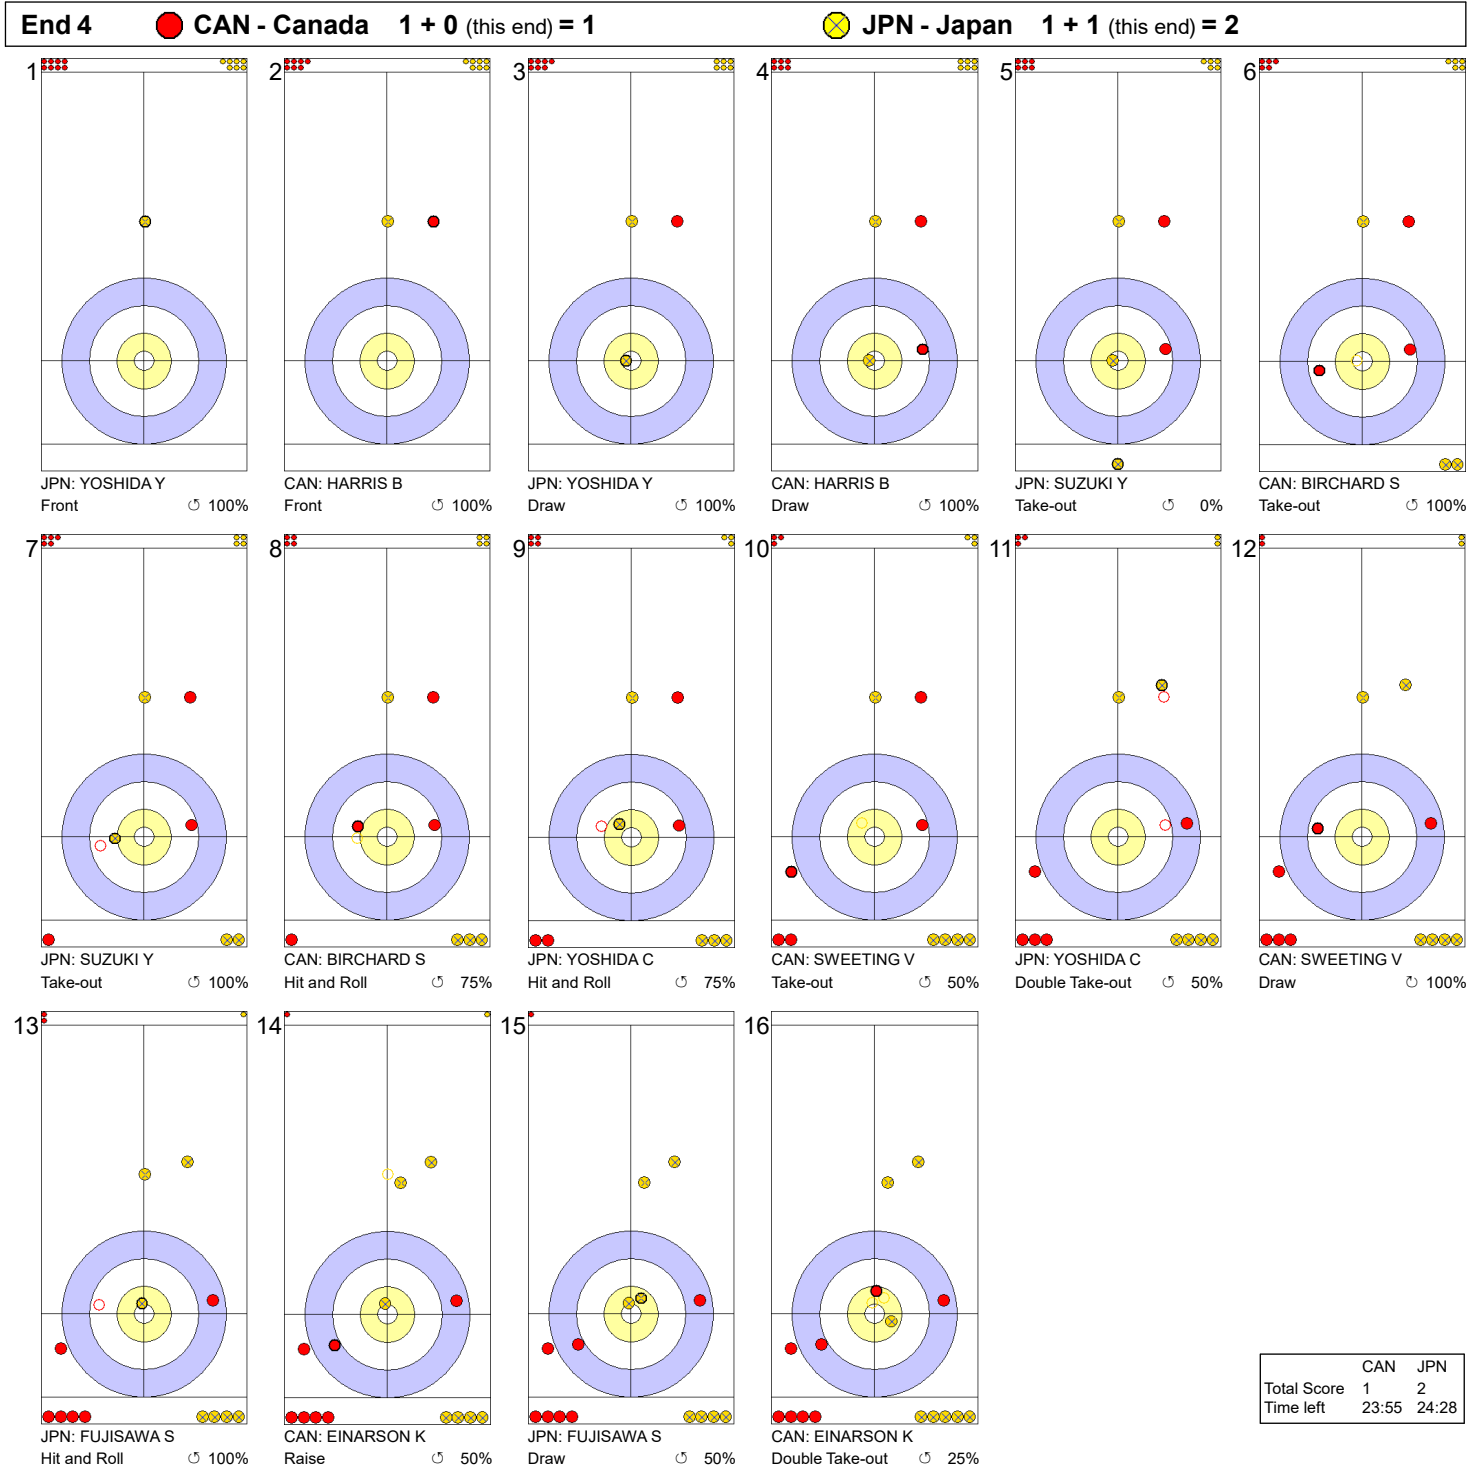 End 4 CAN - Canada 1 + 0 (this end) = 1 JPN - Japan 1 + 1 (this end) = 2
1 2 3 4 5 6
JPN: YOSHIDA Y CAN: HARRIS B JPN: YOSHIDA Y CAN: HARRIS B JPN: SUZUKI Y CAN: BIRCHARD S
Front ↺ 100% Front ↺ 100% Draw ↺ 100% Draw ↺ 100% Take-out ↺ 0% Take-out ↺ 100%
7 8 9 10 11 12
JPN: SUZUKI Y CAN: BIRCHARD S JPN: YOSHIDA C CAN: SWEETING V JPN: YOSHIDA C CAN: SWEETING V
Take-out ↺ 100% Hit and Roll ↺ 75% Hit and Roll ↺ 75% Take-out ↺ 50% Double Take-out ↺ 50% Draw ↻ 100%
13 14 15 16
JPN: FUJISAWA S CAN: EINARSON K JPN: FUJISAWA S CAN: EINARSON K
Hit and Roll ↺ 100% Raise ↺ 50% Draw ↺ 50% Double Take-out ↺ 25%
CAN JPN
Total Score 1 2
Time left 23:55 24:28